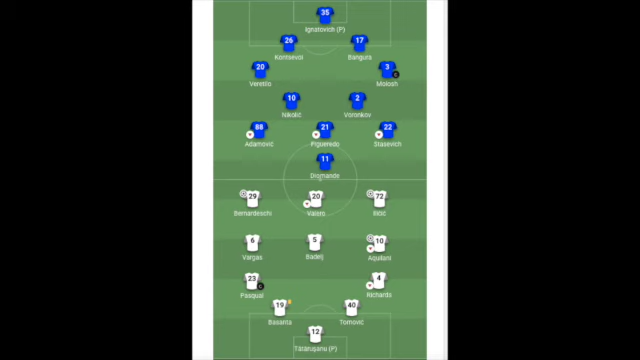 35
Ignatovich (P)
26 17
Kontsevoi Bangura
20 3
Veretilo Molosh
C
10 2
Nikolić Voronkov
88 21 22
Adamović Figueredo Stasevich
11
Diomande
29 20 72
Bernardeschi Valero Iličić
6 5 10
Vargas Badelj Aquilani
23 4
C
Pasqual Richards
19 40
Basanta Tomović
12
Tătărușanu (P)